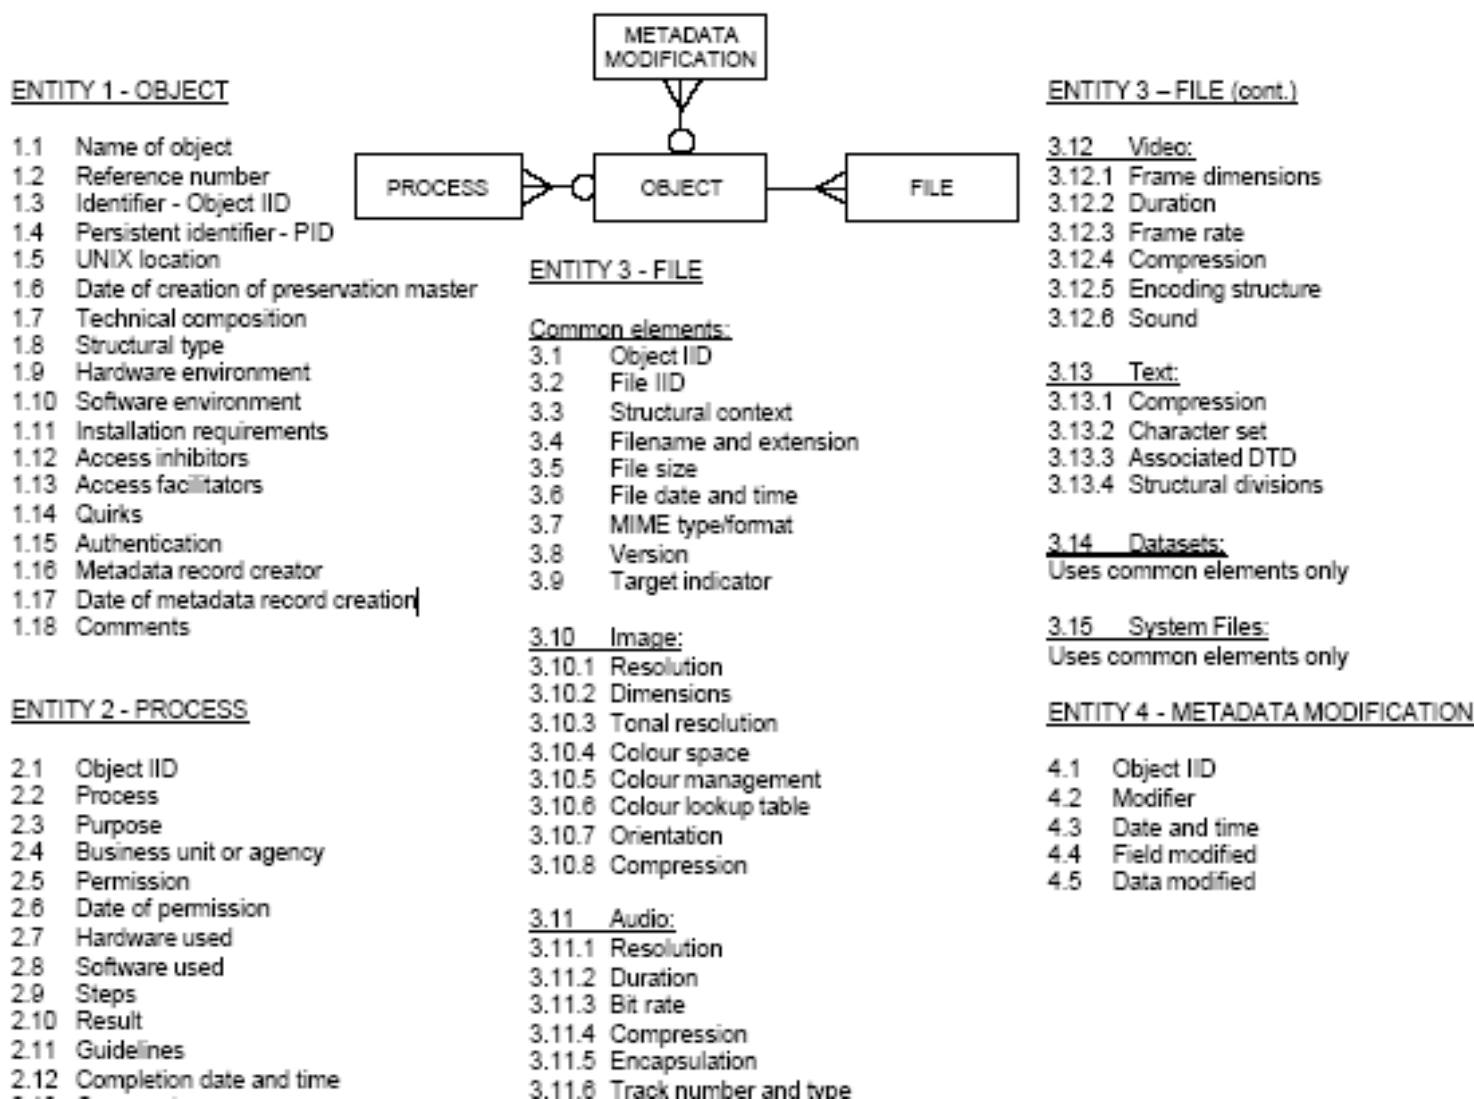 METADATA
MODIFICATION
PROCESS
OBJECT
FILE
ENTITY 1 - OBJECT
1.1 Name of object
1.2 Reference number
1.3 Identifier - Object IID
1.4 Persistent identifier - PID
1.5 UNIX location
1.6 Date of creation of preservation master
1.7 Technical composition
1.8 Structural type
1.9 Hardware environment
1.10 Software environment
1.11 Installation requirements
1.12 Access inhibitors
1.13 Access facilitators
1.14 Quirks
1.15 Authentication
1.16 Metadata record creator
1.17 Date of metadata record creation
1.18 Comments
ENTITY 2 - PROCESS
2.1 Object IID
2.2 Process
2.3 Purpose
2.4 Business unit or agency
2.5 Permission
2.6 Date of permission
2.7 Hardware used
2.8 Software used
2.9 Steps
2.10 Result
2.11 Guidelines
2.12 Completion date and time
ENTITY 3 - FILE
Common elements:
3.1 Object IID
3.2 File IID
3.3 Structural context
3.4 Filename and extension
3.5 File size
3.6 File date and time
3.7 MIME type/format
3.8 Version
3.9 Target indicator
3.10 Image:
3.10.1 Resolution
3.10.2 Dimensions
3.10.3 Tonal resolution
3.10.4 Colour space
3.10.5 Colour management
3.10.6 Colour lookup table
3.10.7 Orientation
3.10.8 Compression
3.11 Audio:
3.11.1 Resolution
3.11.2 Duration
3.11.3 Bit rate
3.11.4 Compression
3.11.5 Encapsulation
3.11.6 Track number and type
ENTITY 3 – FILE (cont.)
3.12 Video:
3.12.1 Frame dimensions
3.12.2 Duration
3.12.3 Frame rate
3.12.4 Compression
3.12.5 Encoding structure
3.12.6 Sound
3.13 Text:
3.13.1 Compression
3.13.2 Character set
3.13.3 Associated DTD
3.13.4 Structural divisions
3.14 Datasets:
Uses common elements only
3.15 System Files:
Uses common elements only
ENTITY 4 - METADATA MODIFICATION
4.1 Object IID
4.2 Modifier
4.3 Date and time
4.4 Field modified
4.5 Data modified